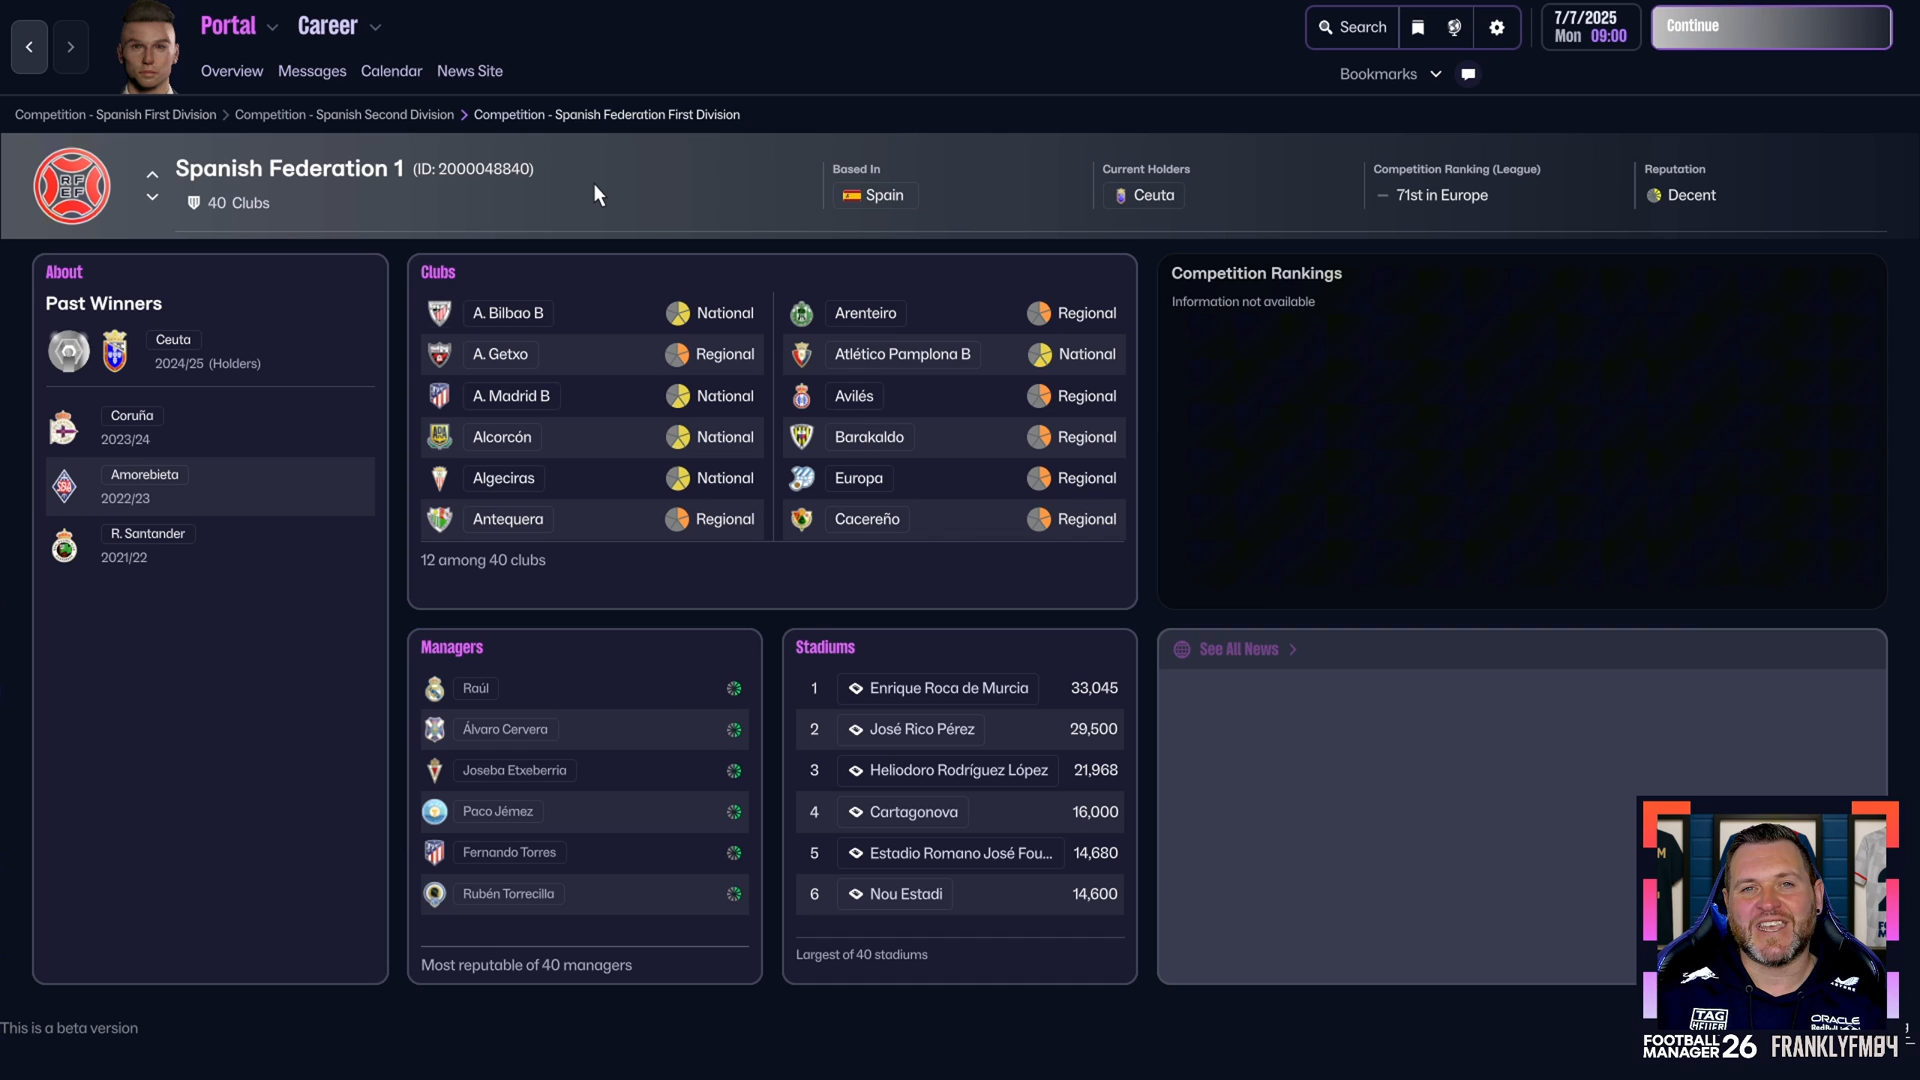 Portal
Career
Search
7/7/2025
Mon 09:00
Continue
Overview
Messages
Calendar
News Site
Bookmarks
Competition - Spanish First Division
Competition - Spanish Second Division
Competition - Spanish Federation First Division
RF
EF
Spanish Federation 1 (ID: 2000048840)
40 Clubs
Based In
Spain
Current Holders
Ceuta
Competition Ranking (League)
71st in Europe
Reputation
Decent
About
Past Winners
Ceuta
2024/25 (Holders)
Coruña
2023/24
Amorebieta
2022/23
R. Santander
2021/22
Clubs
A. Bilbao B National
Arenteiro Regional
A. Getxo Regional
Atlético Pamplona B National
A. Madrid B National
Avilés Regional
Alcorcón National
Barakaldo Regional
Algeciras National
Europa Regional
Antequera Regional
Cacereño Regional
12 among 40 clubs
Competition Rankings
Information not available
Managers
Raúl
Álvaro Cervera
Joseba Etxeberria
Paco Jémez
Fernando Torres
Rubén Torrecilla
Most reputable of 40 managers
Stadiums
1 Enrique Roca de Murcia 33,045
2 José Rico Pérez 29,500
3 Heliodoro Rodríguez López 21,968
4 Cartagonova 16,000
5 Estadio Romano José Fou... 14,680
6 Nou Estadi 14,600
Largest of 40 stadiums
See All News
This is a beta version
TAG
HEUER
ORACLE
FOOTBALL
MANAGER 26
FRANKLYFM84